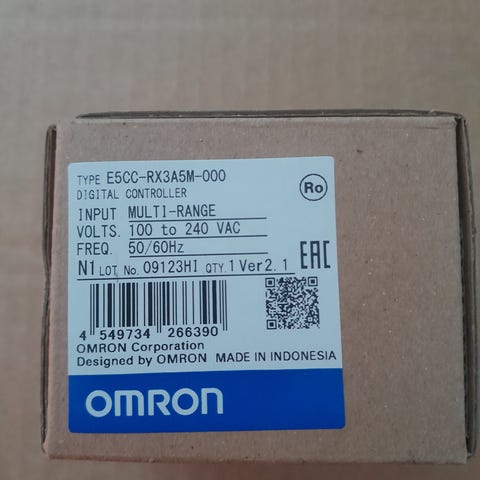 TYPE E5CC-RX3A5M-000
DIGITAL CONTROLLER
Ro
INPUT MULTI-RANGE
VOLTS. 100 to 240 VAC
FREQ. 50/60Hz
N1 LOT No. 09123HI QTY.1 Ver2.1
EAC
4 549734 266390
OMRON Corporation
Designed by OMRON MADE IN INDONESIA
OMRON